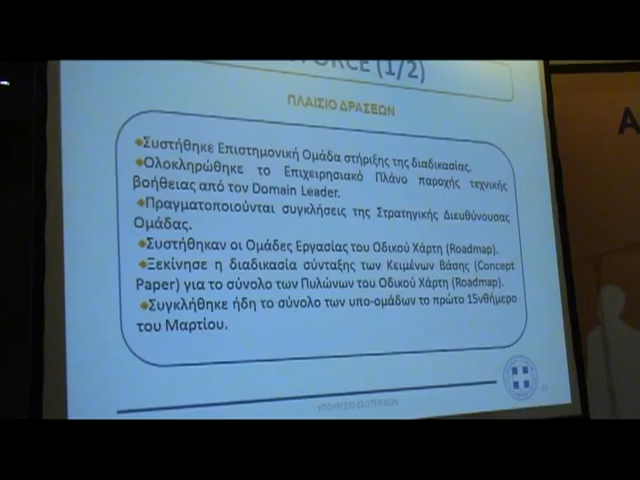 FORCE (1/2)
ΠΛΑΙΣΙΟ ΔΡΑΣΕΩΝ
Συστήθηκε Επιστημονική Ομάδα στήριξης της διαδικασίας.
Ολοκληρώθηκε το Επιχειρησιακό Πλάνο παροχής τεχνικής
βοήθειας από τον Domain Leader.
Πραγματοποιούνται συγκλήσεις της Στρατηγικής Διευθύνουσας
Ομάδας.
Συστήθηκαν οι Ομάδες Εργασίας του Οδικού Χάρτη (Roadmap).
Ξεκίνησε η διαδικασία σύνταξης των Κειμένων Βάσης (Concept
Paper) για το σύνολο των Πυλώνων του Οδικού Χάρτη (Roadmap).
Συγκλήθηκε ήδη το σύνολο των υπο-ομάδων το πρώτο 15νθήμερο
του Μαρτίου.
ΥΠΟΥΡΓΕΙΟ ΕΣΩΤΕΡΙΚΩΝ
A